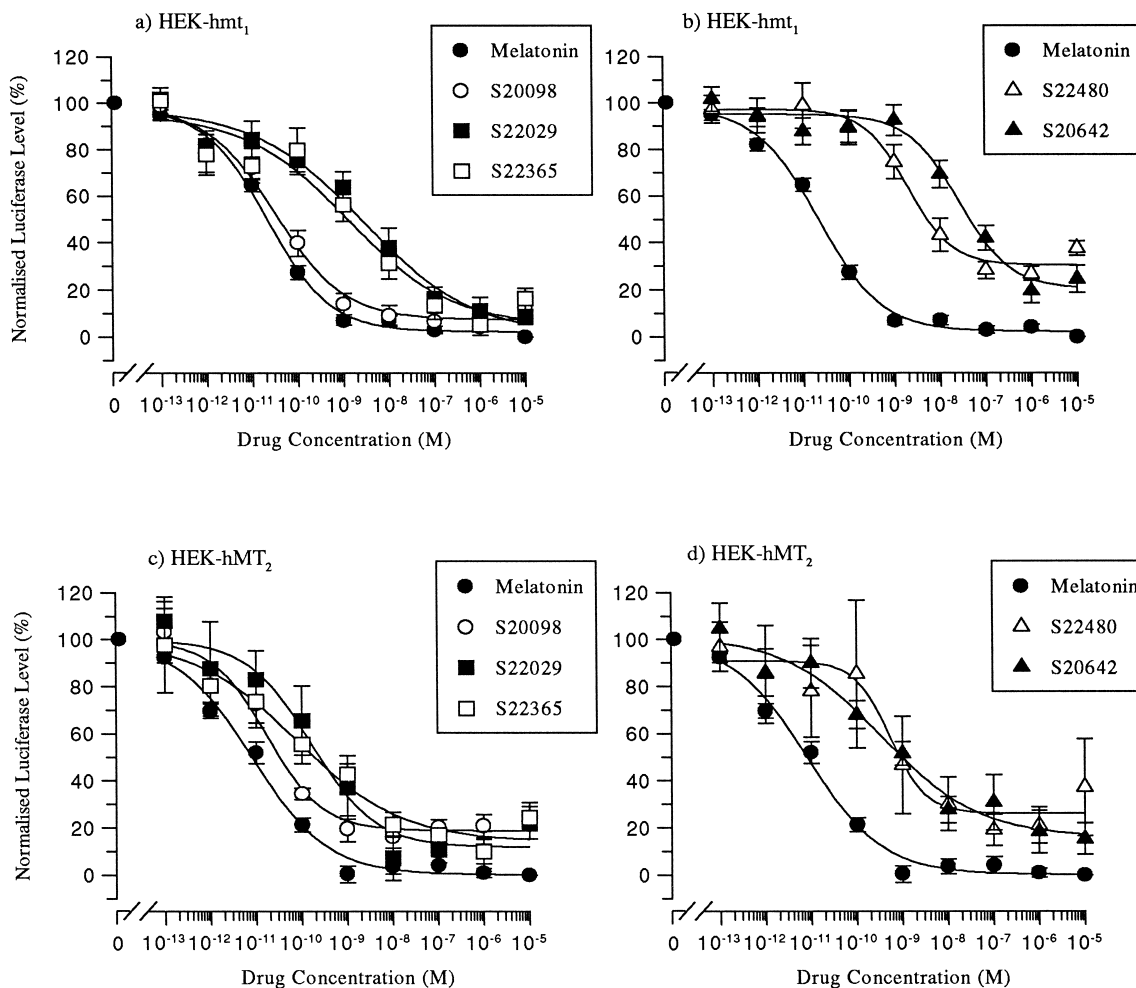 a) HEK-hmt₁
Melatonin
S20098
S22029
S22365
Normalised Luciferase Level (%)
120
100
80
60
40
20
0
0 10⁻¹³ 10⁻¹² 10⁻¹¹ 10⁻¹⁰ 10⁻⁹ 10⁻⁸ 10⁻⁷ 10⁻⁶ 10⁻⁵
Drug Concentration (M)
b) HEK-hmt₁
Melatonin
S22480
S20642
120
100
80
60
40
20
0
0 10⁻¹³ 10⁻¹² 10⁻¹¹ 10⁻¹⁰ 10⁻⁹ 10⁻⁸ 10⁻⁷ 10⁻⁶ 10⁻⁵
Drug Concentration (M)
c) HEK-hMT₂
Melatonin
S20098
S22029
S22365
Normalised Luciferase Level (%)
120
100
80
60
40
20
0
0 10⁻¹³ 10⁻¹² 10⁻¹¹ 10⁻¹⁰ 10⁻⁹ 10⁻⁸ 10⁻⁷ 10⁻⁶ 10⁻⁵
Drug Concentration (M)
d) HEK-hMT₂
Melatonin
S22480
S20642
120
100
80
60
40
20
0
0 10⁻¹³ 10⁻¹² 10⁻¹¹ 10⁻¹⁰ 10⁻⁹ 10⁻⁸ 10⁻⁷ 10⁻⁶ 10⁻⁵
Drug Concentration (M)